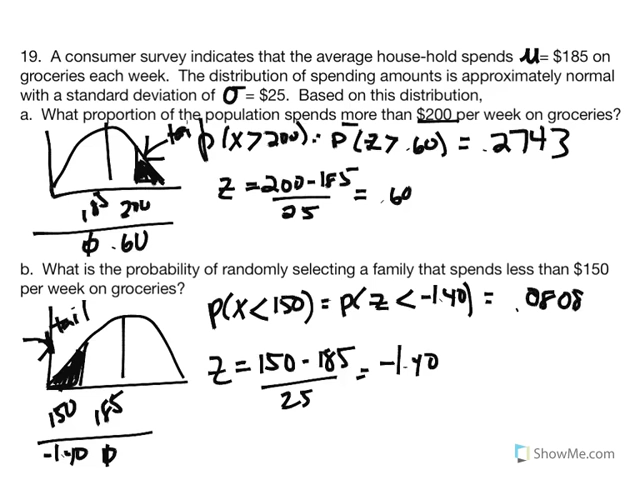 19. A consumer survey indicates that the average house-hold spends μ = $185 on
groceries each week. The distribution of spending amounts is approximately normal
with a standard deviation of σ = $25. Based on this distribution,
a. What proportion of the population spends more than $200 per week on groceries?
tail
P(X > 200) = P(Z > .60) = .2743
Z = 200 - 185 / 25 = .60
185 200
0 .60
b. What is the probability of randomly selecting a family that spends less than $150
per week on groceries?
tail
P(X < 150) = P(Z < -1.40) = .0808
Z = 150 - 185 / 25 = -1.40
150 185
-1.40 0
ShowMe.com